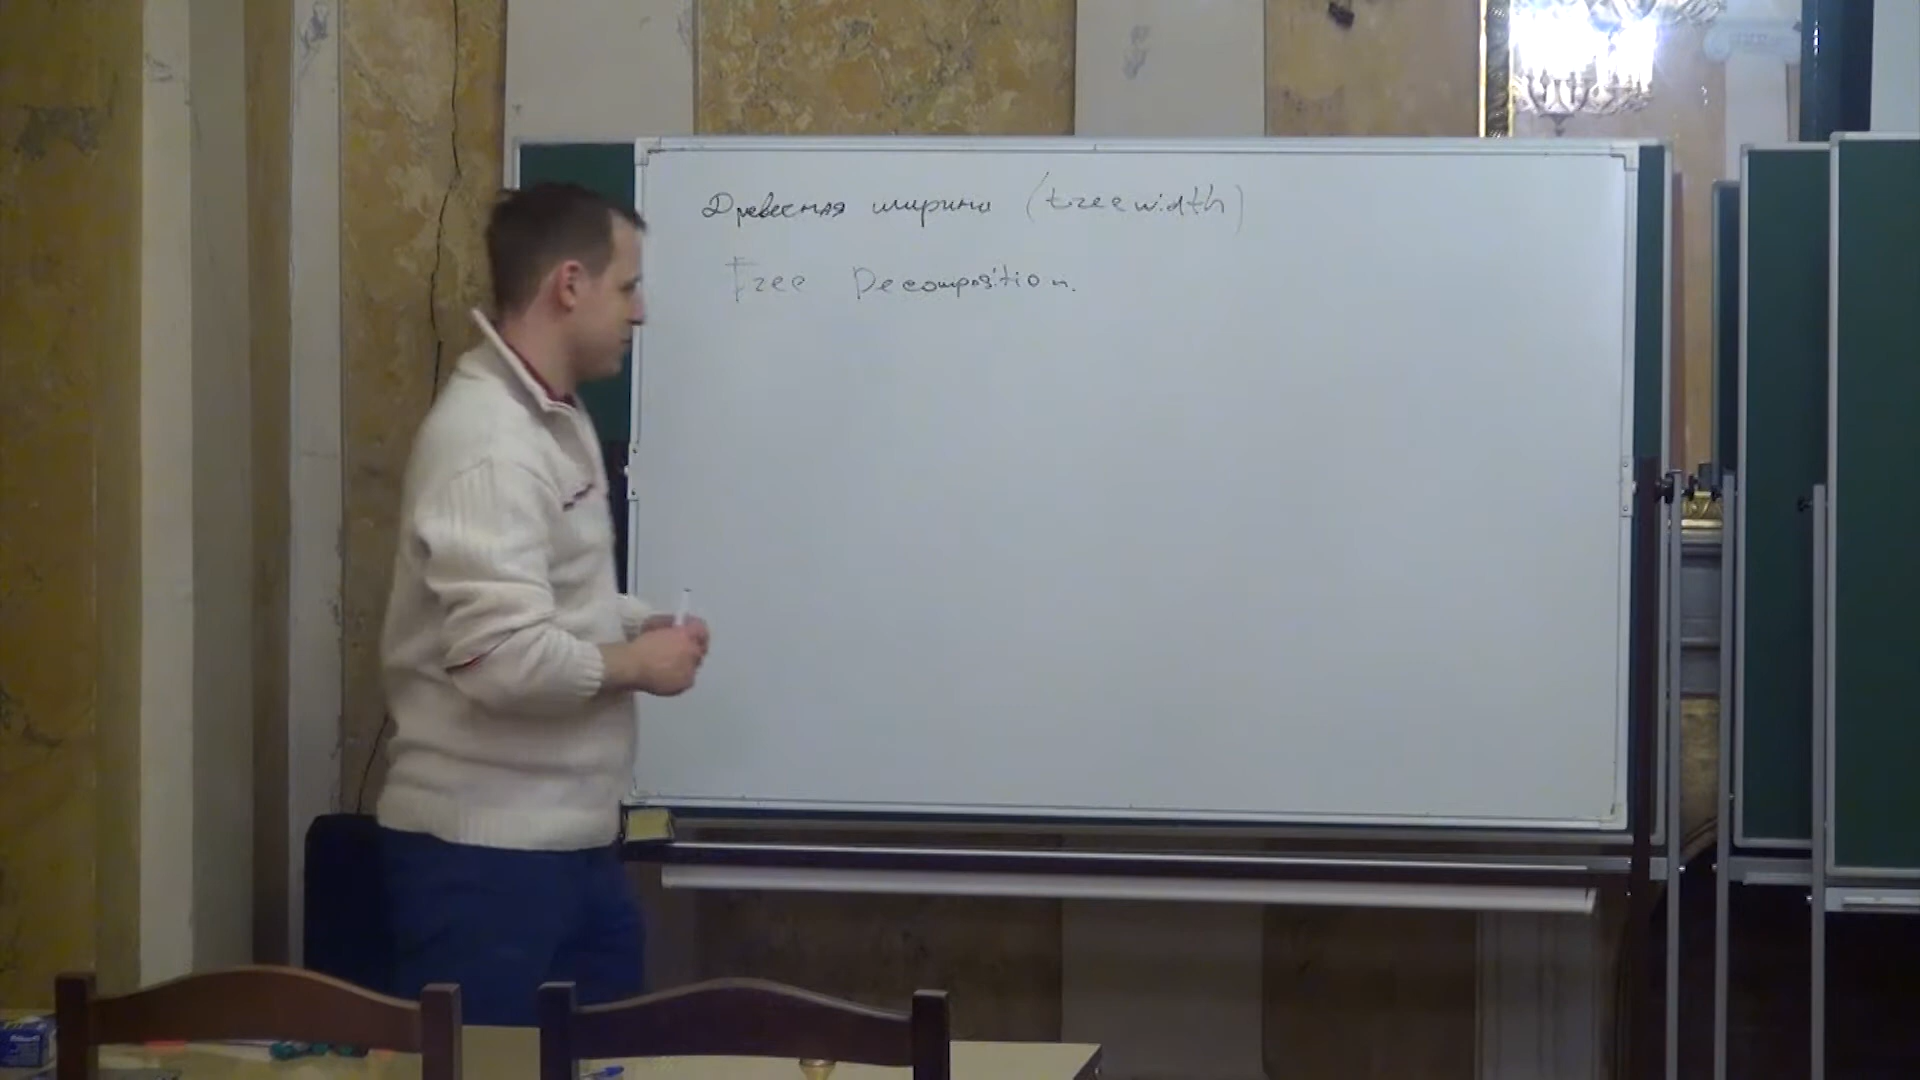 Древесная ширина (treewidth)
Tree Decomposition.